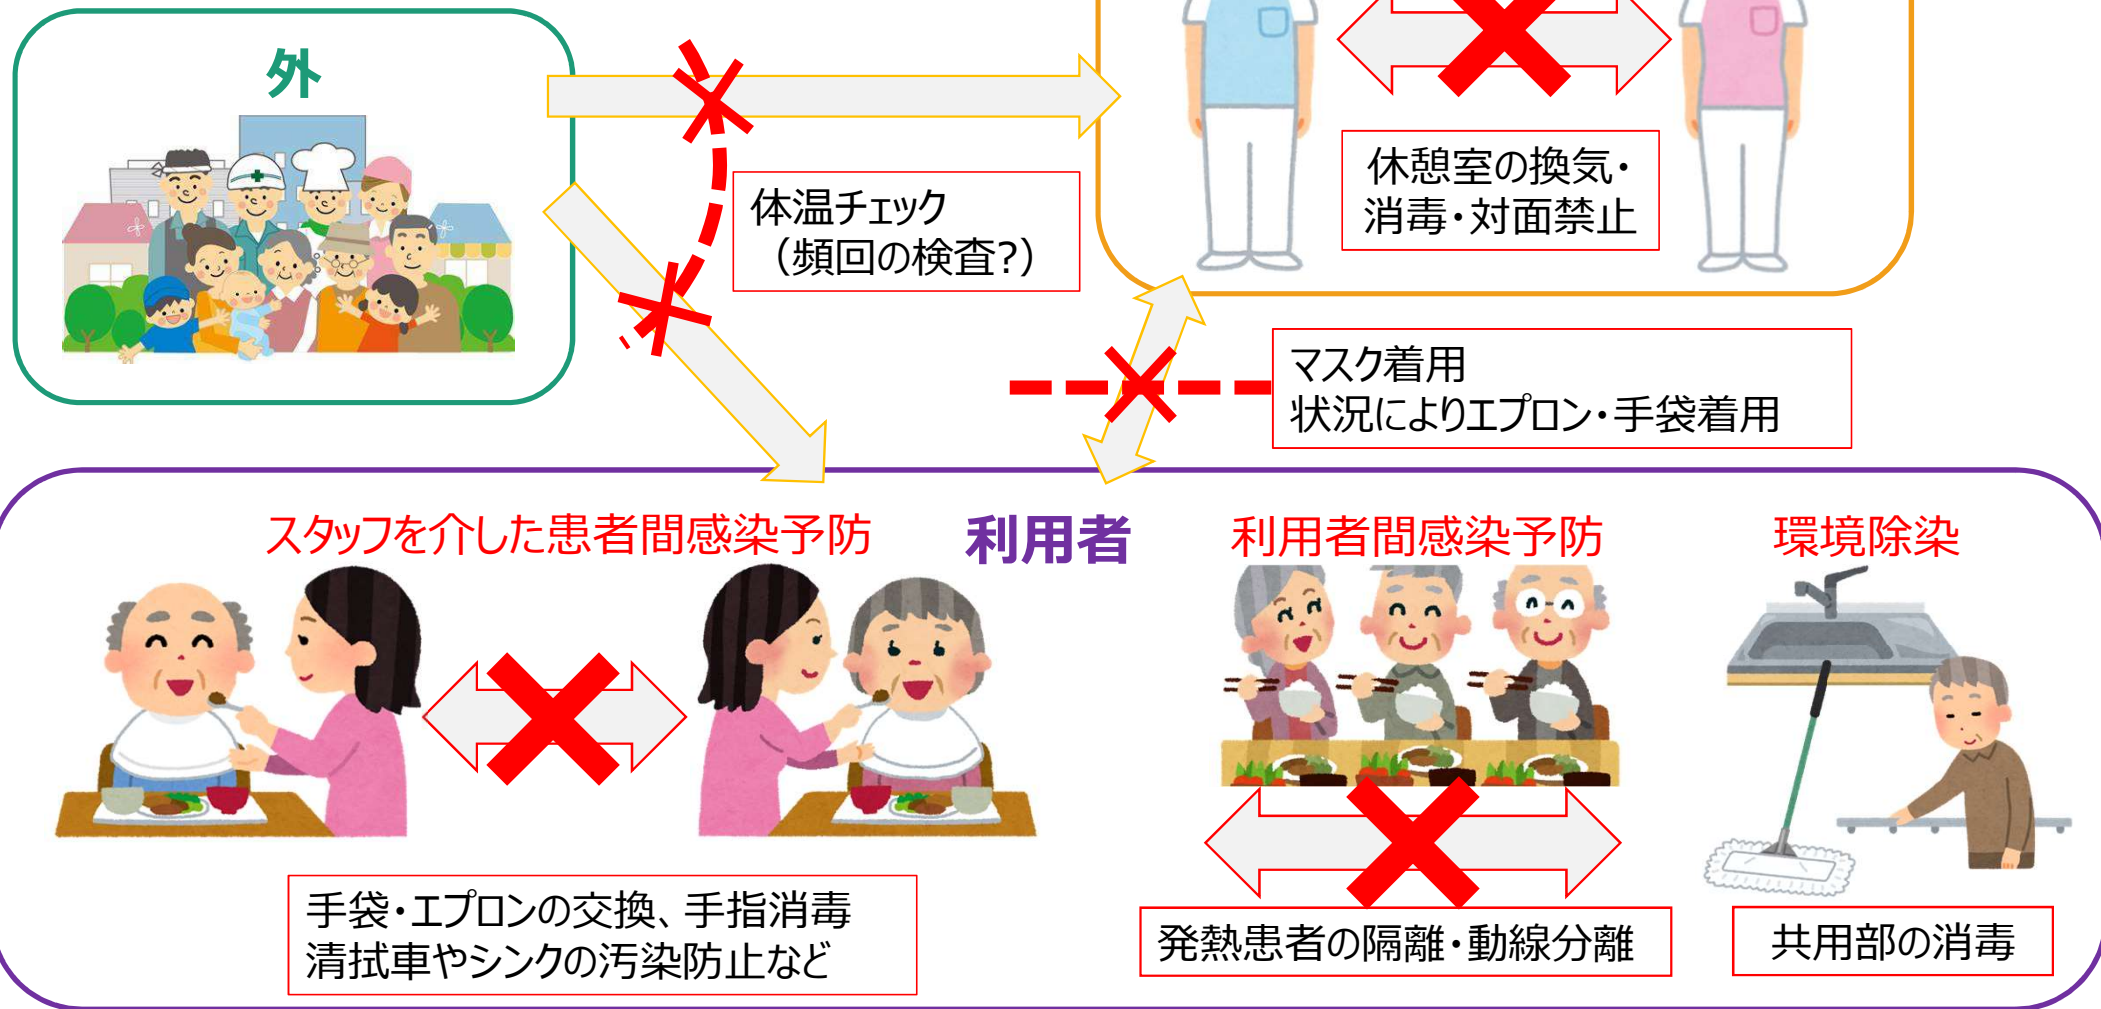 外
体温チェック
（頻回の検査?）
休憩室の換気・
消毒・対面禁止
マスク着用
状況によりエプロン・手袋着用
利用者
スタッフを介した患者間感染予防
利用者間感染予防
環境除染
手袋・エプロンの交換、手指消毒
清拭車やシンクの汚染防止など
発熱患者の隔離・動線分離
共用部の消毒